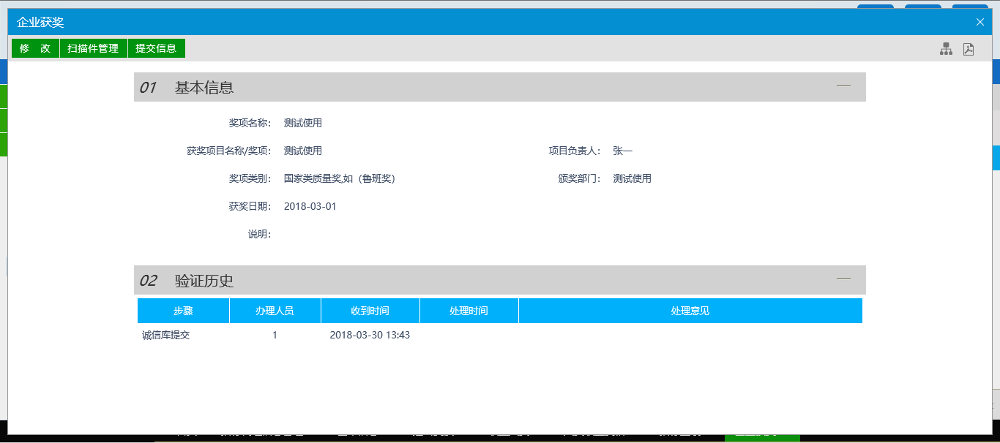 企业获奖
修 改 扫描件管理 提交信息
01 基本信息
奖项名称： 测试使用
获奖项目名称/奖项： 测试使用 项目负责人： 张一
奖项类别： 国家类质量奖,如（鲁班奖） 颁奖部门： 测试使用
获奖日期： 2018-03-01
说明：
02 验证历史
步骤 办理人员 收到时间 处理时间 处理意见
诚信库提交 1 2018-03-30 13:43